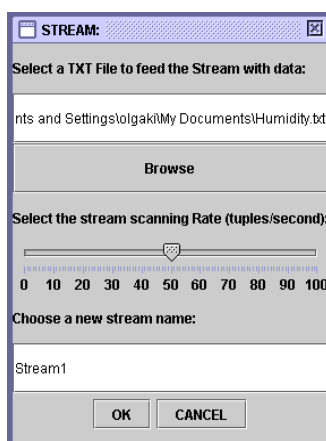 STREAM:
Select a TXT File to feed the Stream with data:
nts and Settings\olgaki\My Documents\Humidity.txt
Browse
Select the stream scanning Rate (tuples/second):
0 10 20 30 40 50 60 70 80 90 100
Choose a new stream name:
Stream1
OK CANCEL